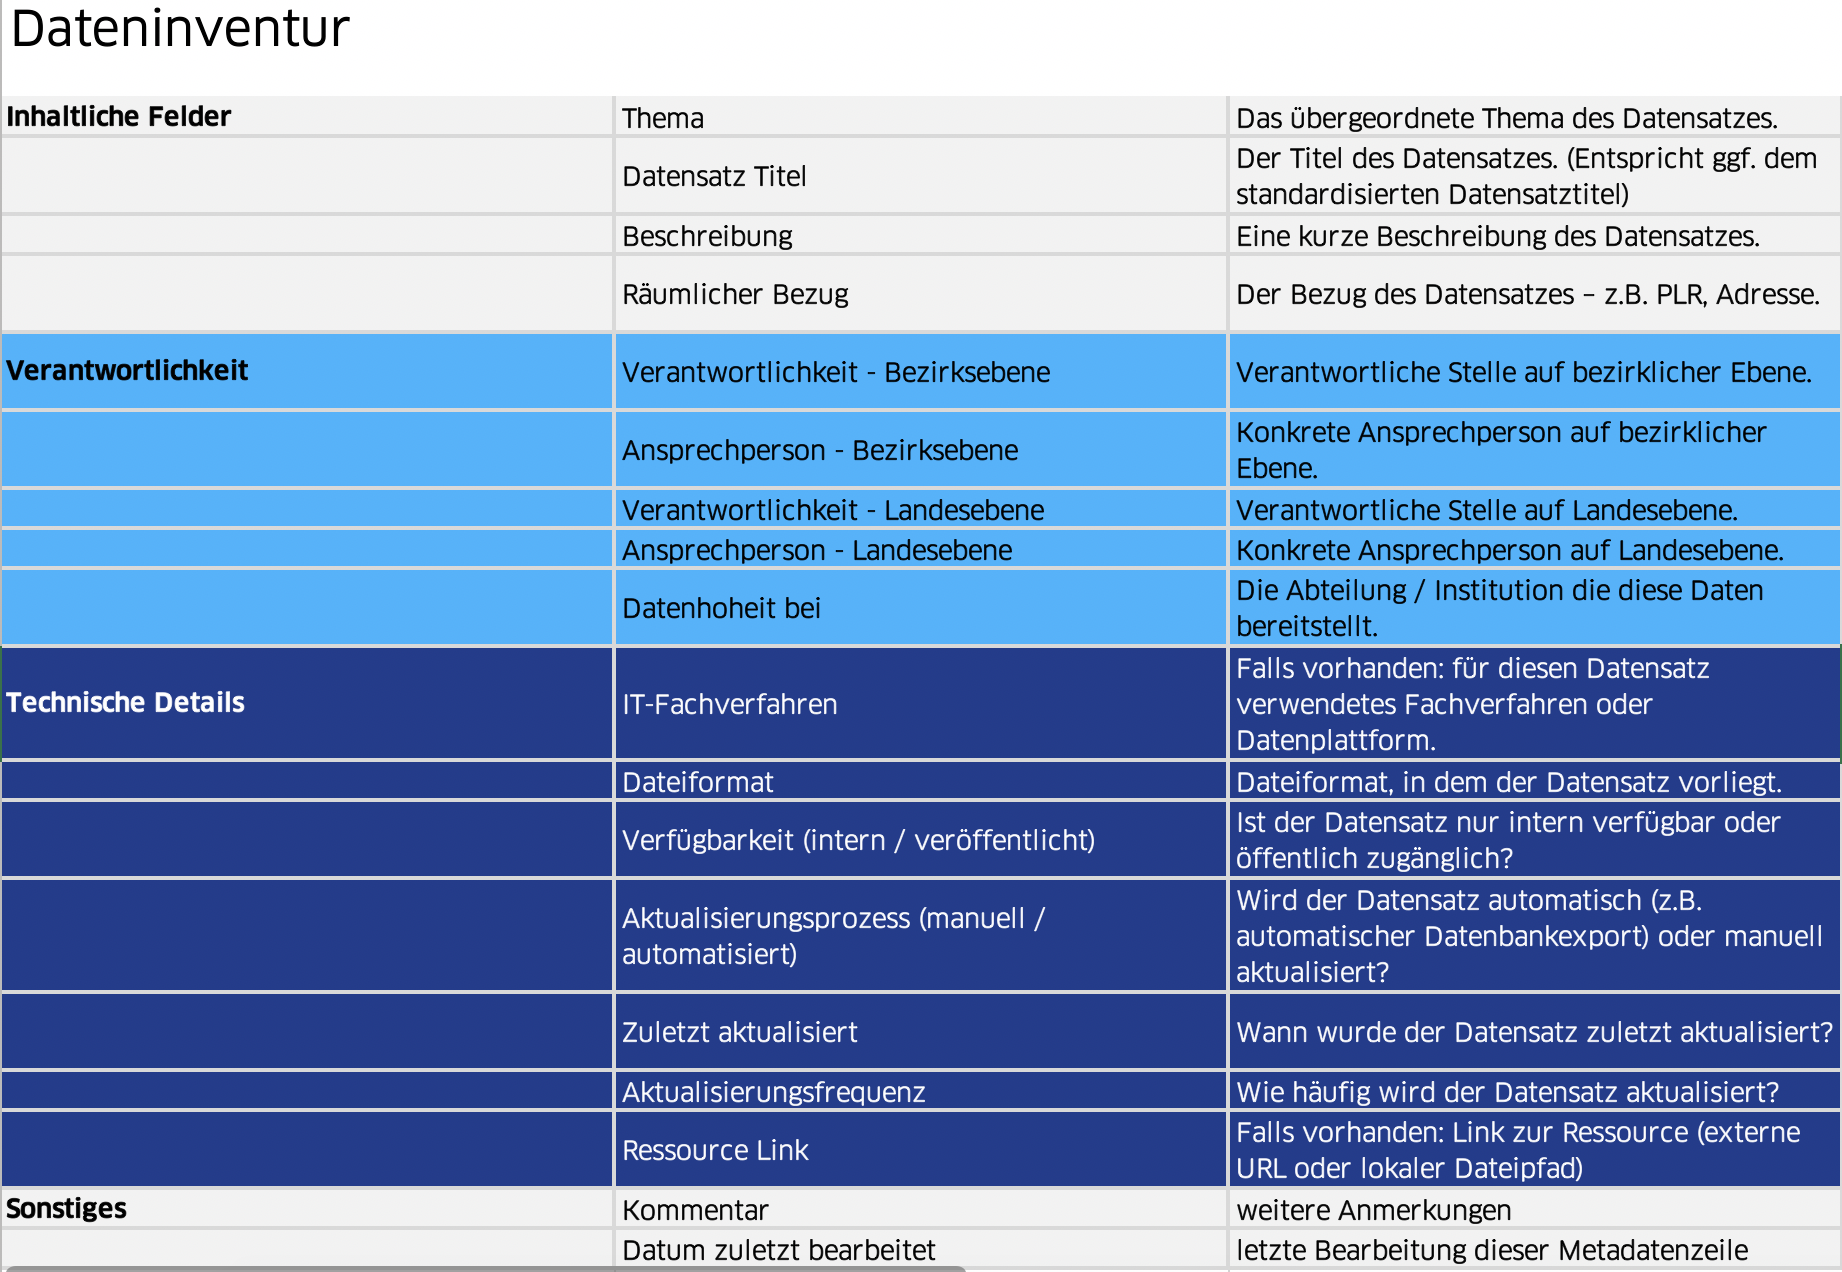 Dateninventur
Inhaltliche Felder
Thema
Das übergeordnete Thema des Datensatzes.
Datensatz Titel
Der Titel des Datensatzes. (Entspricht ggf. dem
standardisierten Datensatztitel)
Beschreibung
Eine kurze Beschreibung des Datensatzes.
Räumlicher Bezug
Der Bezug des Datensatzes – z.B. PLR, Adresse.
Verantwortlichkeit
Verantwortlichkeit - Bezirksebene
Verantwortliche Stelle auf bezirklicher Ebene.
Ansprechperson - Bezirksebene
Konkrete Ansprechperson auf bezirklicher
Ebene.
Verantwortlichkeit - Landesebene
Verantwortliche Stelle auf Landesebene.
Ansprechperson - Landesebene
Konkrete Ansprechperson auf Landesebene.
Datenhoheit bei
Die Abteilung / Institution die diese Daten
bereitstellt.
Technische Details
IT-Fachverfahren
Falls vorhanden: für diesen Datensatz
verwendetes Fachverfahren oder
Datenplattform.
Dateiformat
Dateiformat, in dem der Datensatz vorliegt.
Verfügbarkeit (intern / veröffentlicht)
Ist der Datensatz nur intern verfügbar oder
öffentlich zugänglich?
Aktualisierungsprozess (manuell /
automatisiert)
Wird der Datensatz automatisch (z.B.
automatischer Datenbankexport) oder manuell
aktualisiert?
Zuletzt aktualisiert
Wann wurde der Datensatz zuletzt aktualisiert?
Aktualisierungsfrequenz
Wie häufig wird der Datensatz aktualisiert?
Ressource Link
Falls vorhanden: Link zur Ressource (externe
URL oder lokaler Dateipfad)
Sonstiges
Kommentar
weitere Anmerkungen
Datum zuletzt bearbeitet
letzte Bearbeitung dieser Metadatenzeile